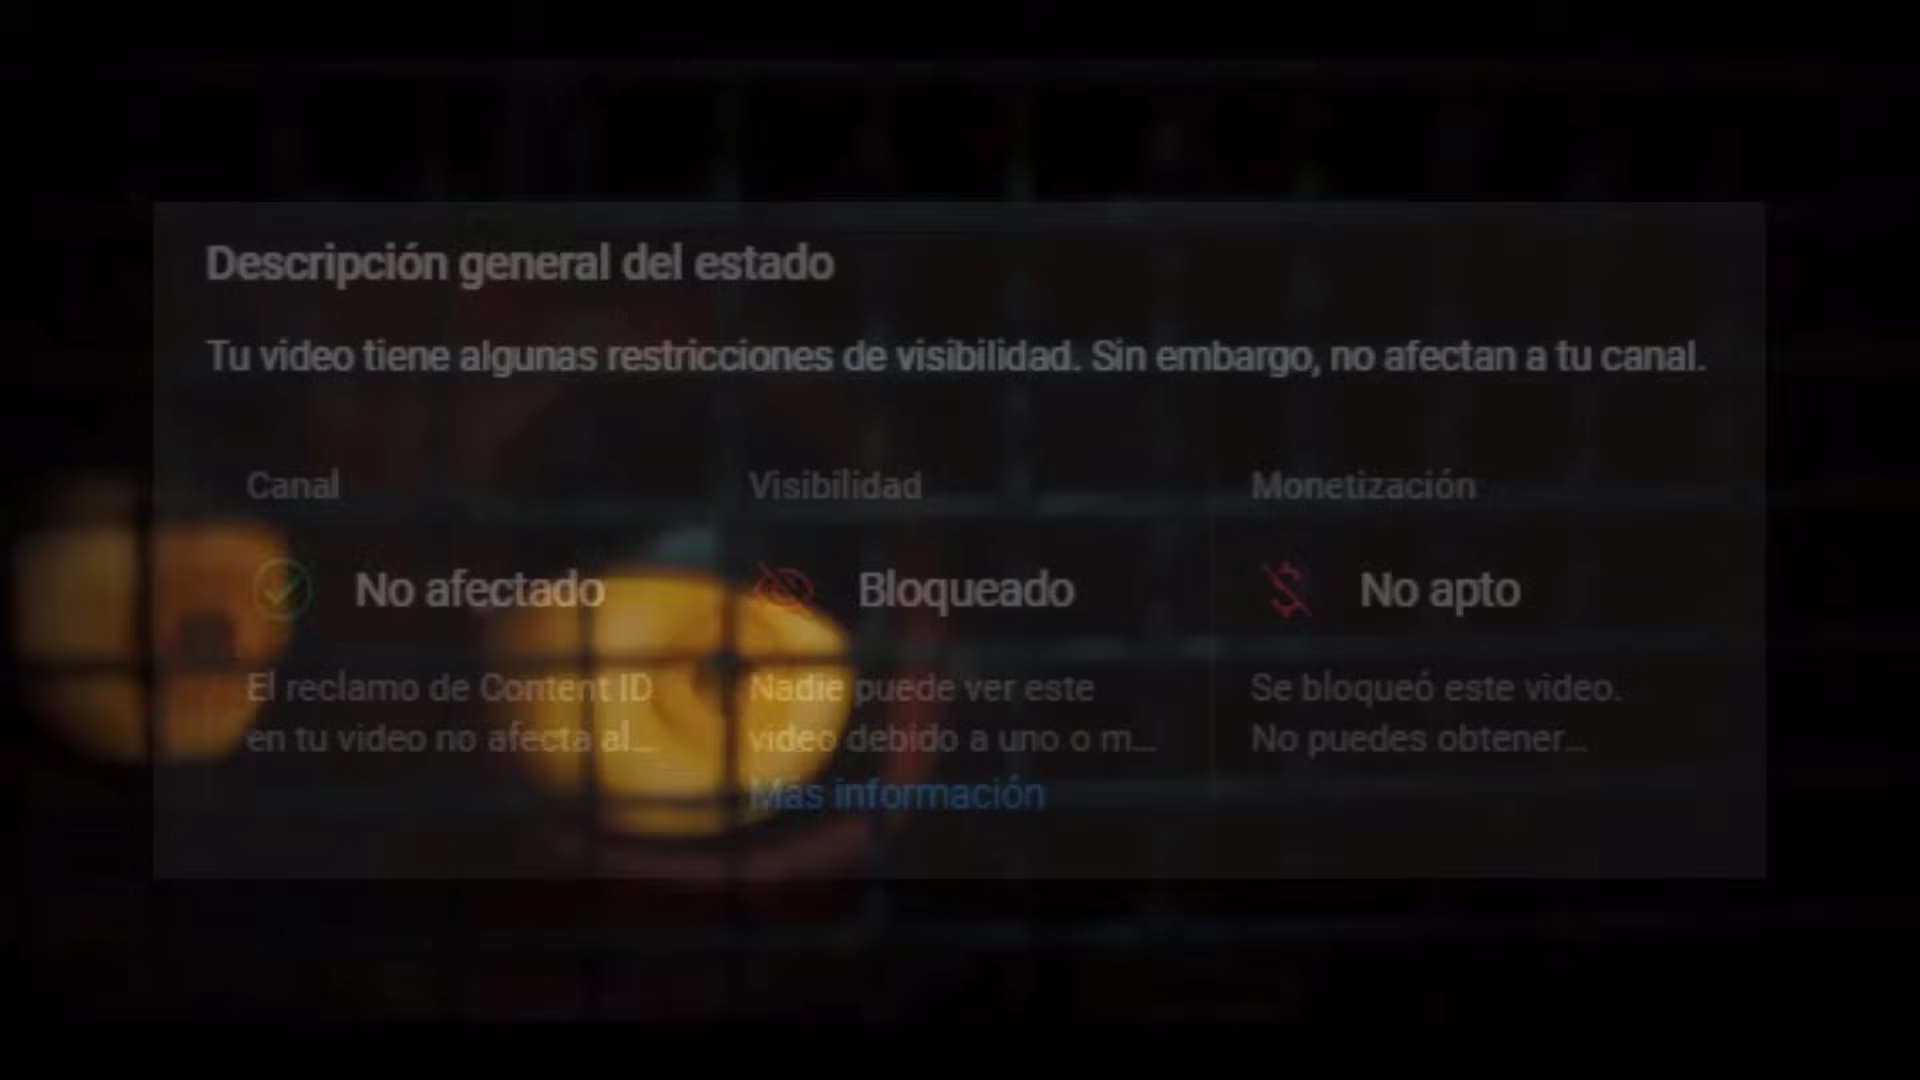 Descripción general del estado
Tu video tiene algunas restricciones de visibilidad. Sin embargo, no afectan a tu canal.
Canal
Visibilidad
Monetización
No afectado
Bloqueado
No apto
El reclamo de Content ID
en tu video no afecta al...
Nadie puede ver este
video debido a uno o m...
Más información
Se bloqueó este video.
No puedes obtener...